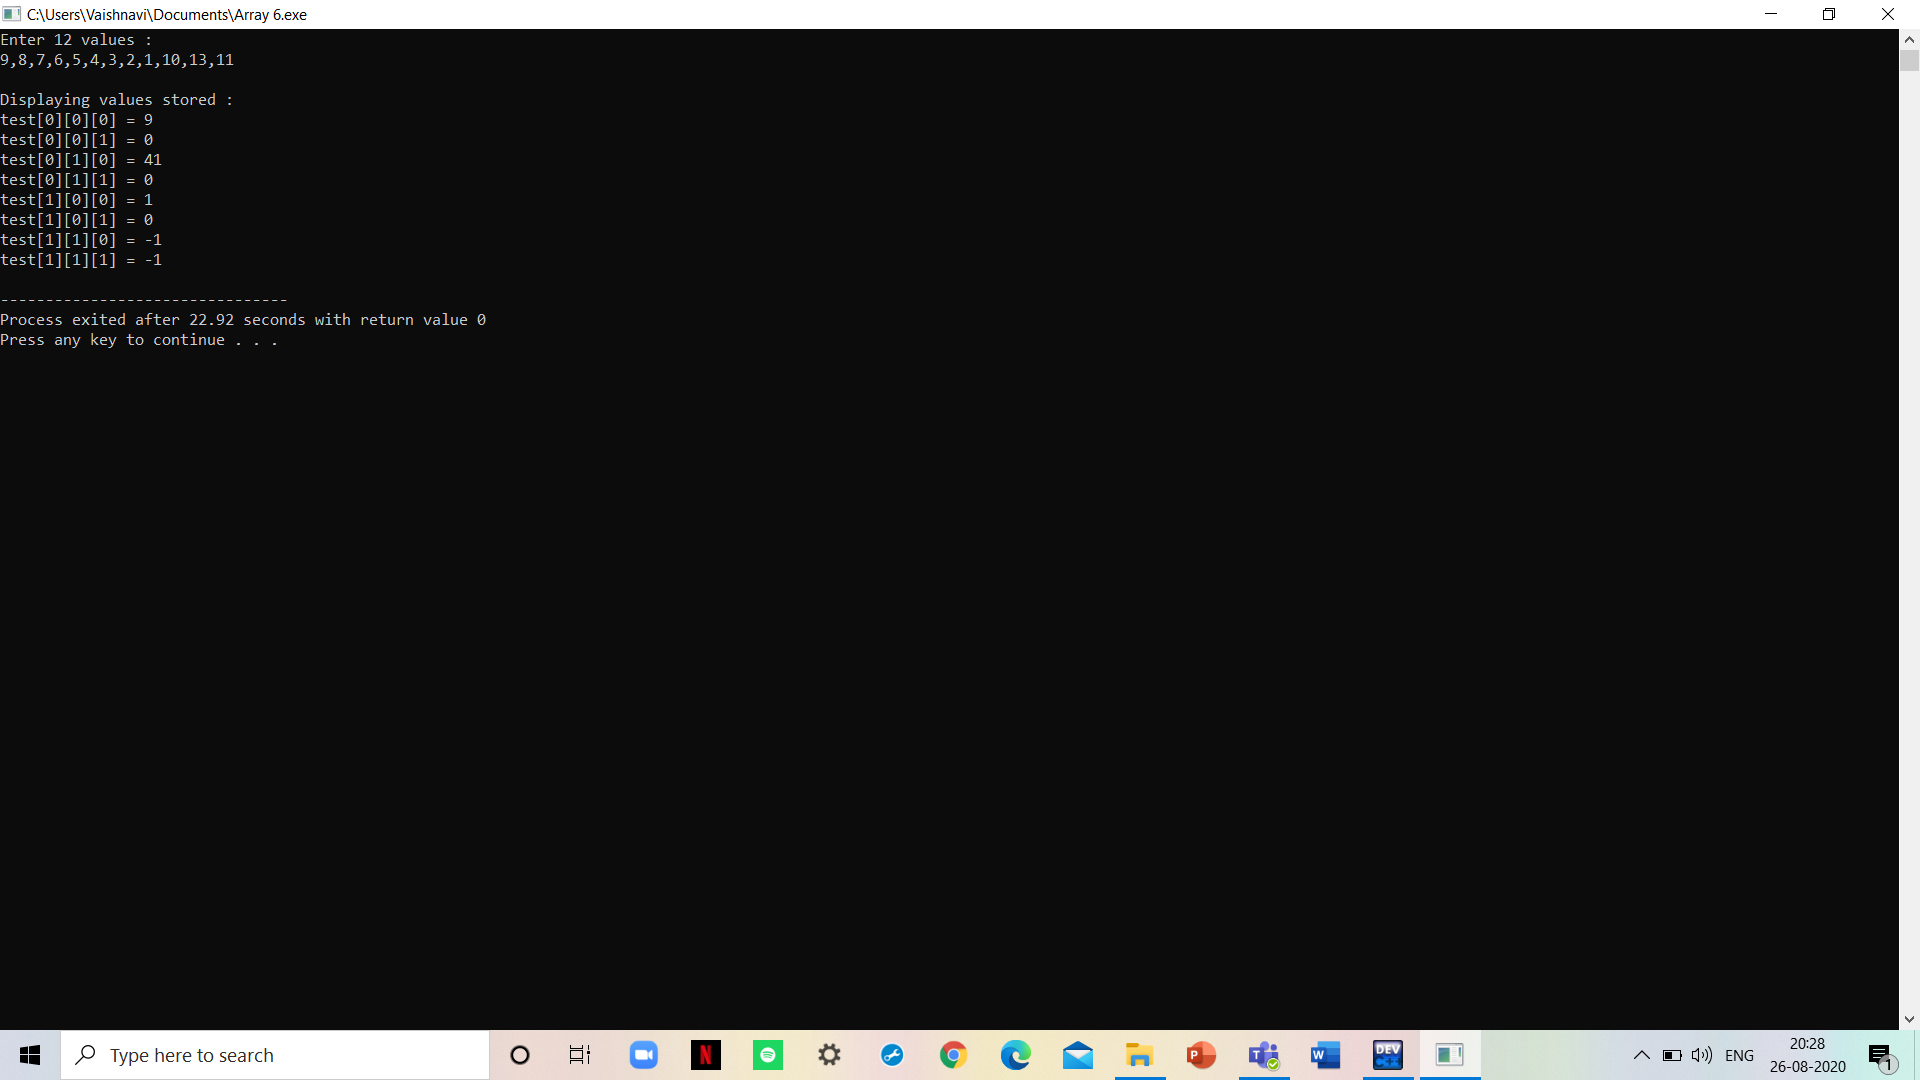 C:\Users\Vaishnavi\Documents\Array 6.exe
Enter 12 values :
9,8,7,6,5,4,3,2,1,10,13,11
Displaying values stored :
test[0][0][0] = 9
test[0][0][1] = 0
test[0][1][0] = 41
test[0][1][1] = 0
test[1][0][0] = 1
test[1][0][1] = 0
test[1][1][0] = -1
test[1][1][1] = -1
--------------------------------
Process exited after 22.92 seconds with return value 0
Press any key to continue . . .
Type here to search
N
P
T
W
DEV
C++
ENG
20:28
26-08-2020
1